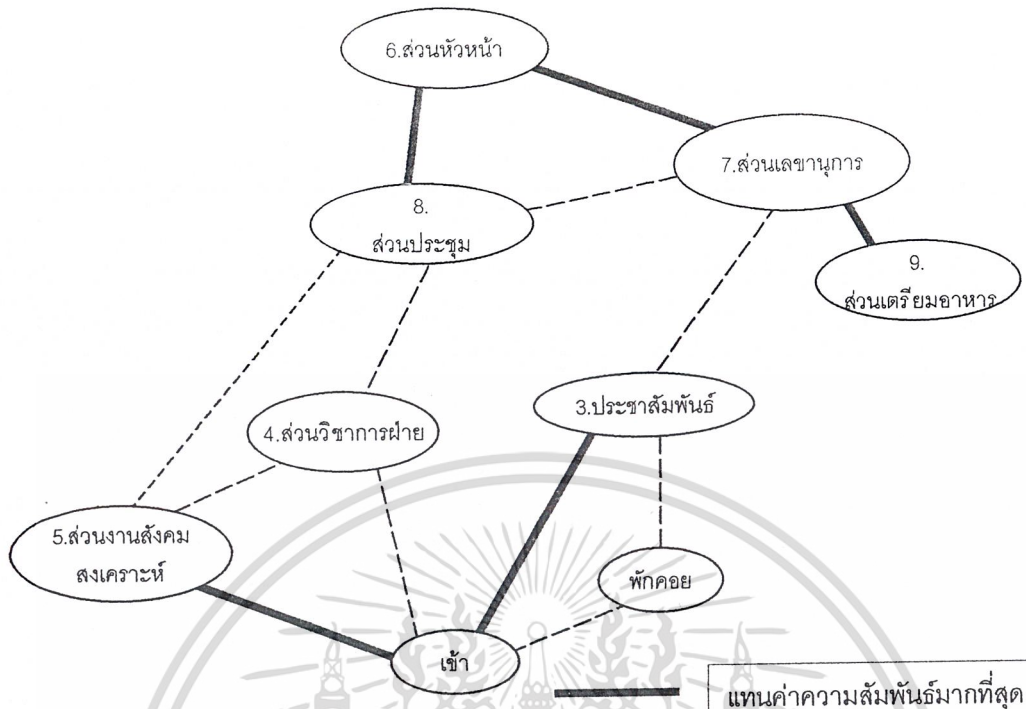 6.ส่วนหัวหน้า
7.ส่วนเลขานุการ
8.
ส่วนประชุม
9.
ส่วนเตรียมอาหาร
3.ประชาสัมพันธ์
4.ส่วนวิชาการฝ่าย
5.ส่วนงานสังคม
สงเคราะห์
พักคอย
เข้า
แทนค่าความสัมพันธ์มากที่สุด